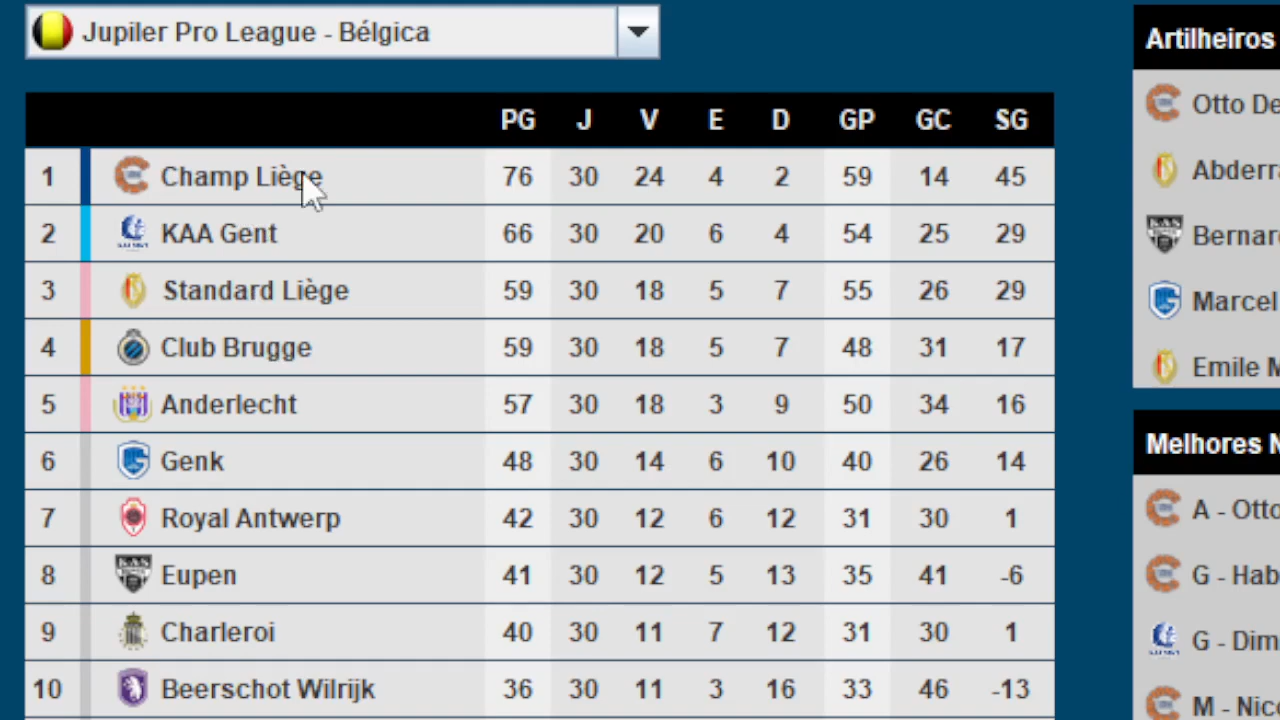 Jupiler Pro League - Bélgica
PG J V E D GP GC SG
1 Champ Liège 76 30 24 4 2 59 14 45
2 KAA Gent 66 30 20 6 4 54 25 29
3 Standard Liège 59 30 18 5 7 55 26 29
4 Club Brugge 59 30 18 5 7 48 31 17
5 Anderlecht 57 30 18 3 9 50 34 16
6 Genk 48 30 14 6 10 40 26 14
7 Royal Antwerp 42 30 12 6 12 31 30 1
8 Eupen 41 30 12 5 13 35 41 -6
9 Charleroi 40 30 11 7 12 31 30 1
10 Beerschot Wilrijk 36 30 11 3 16 33 46 -13
Artilheiros
Otto De
Abderra
Bernard
Marcel
Emile M
Melhores N
A - Otto
G - Hab
G - Dim
M - Nico